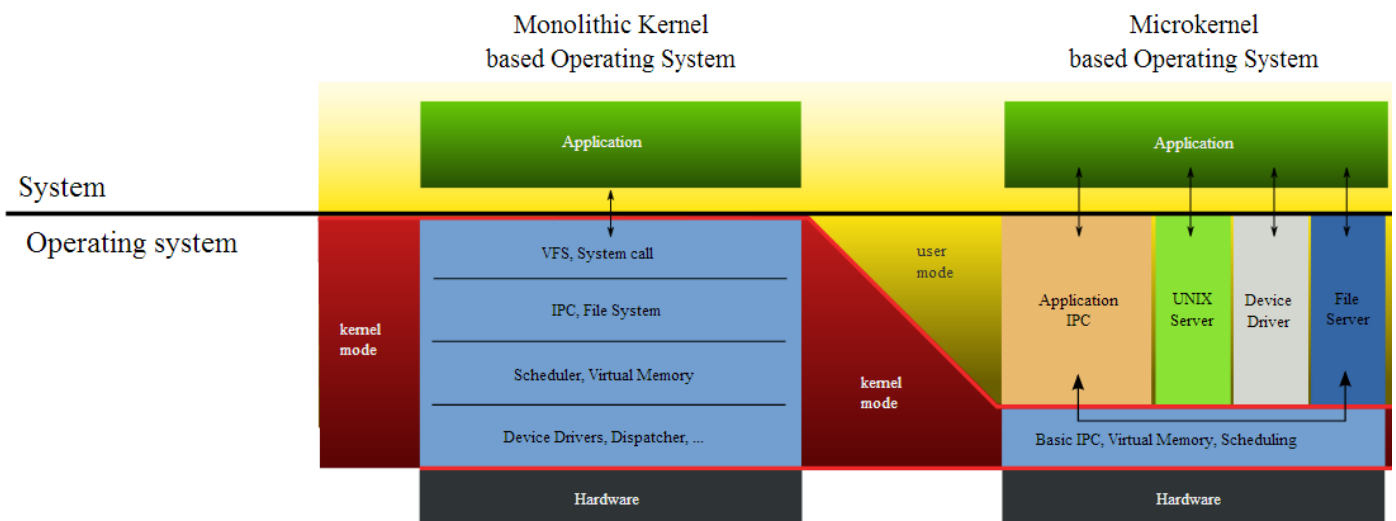 Monolithic Kernel
based Operating System
Microkernel
based Operating System
Application
Application
System
Operating system
VFS, System call
IPC, File System
Scheduler, Virtual Memory
Device Drivers, Dispatcher, ...
Hardware
kernel
mode
user
mode
kernel
mode
Application
IPC
UNIX
Server
Device
Driver
File
Server
Basic IPC, Virtual Memory, Scheduling
Hardware